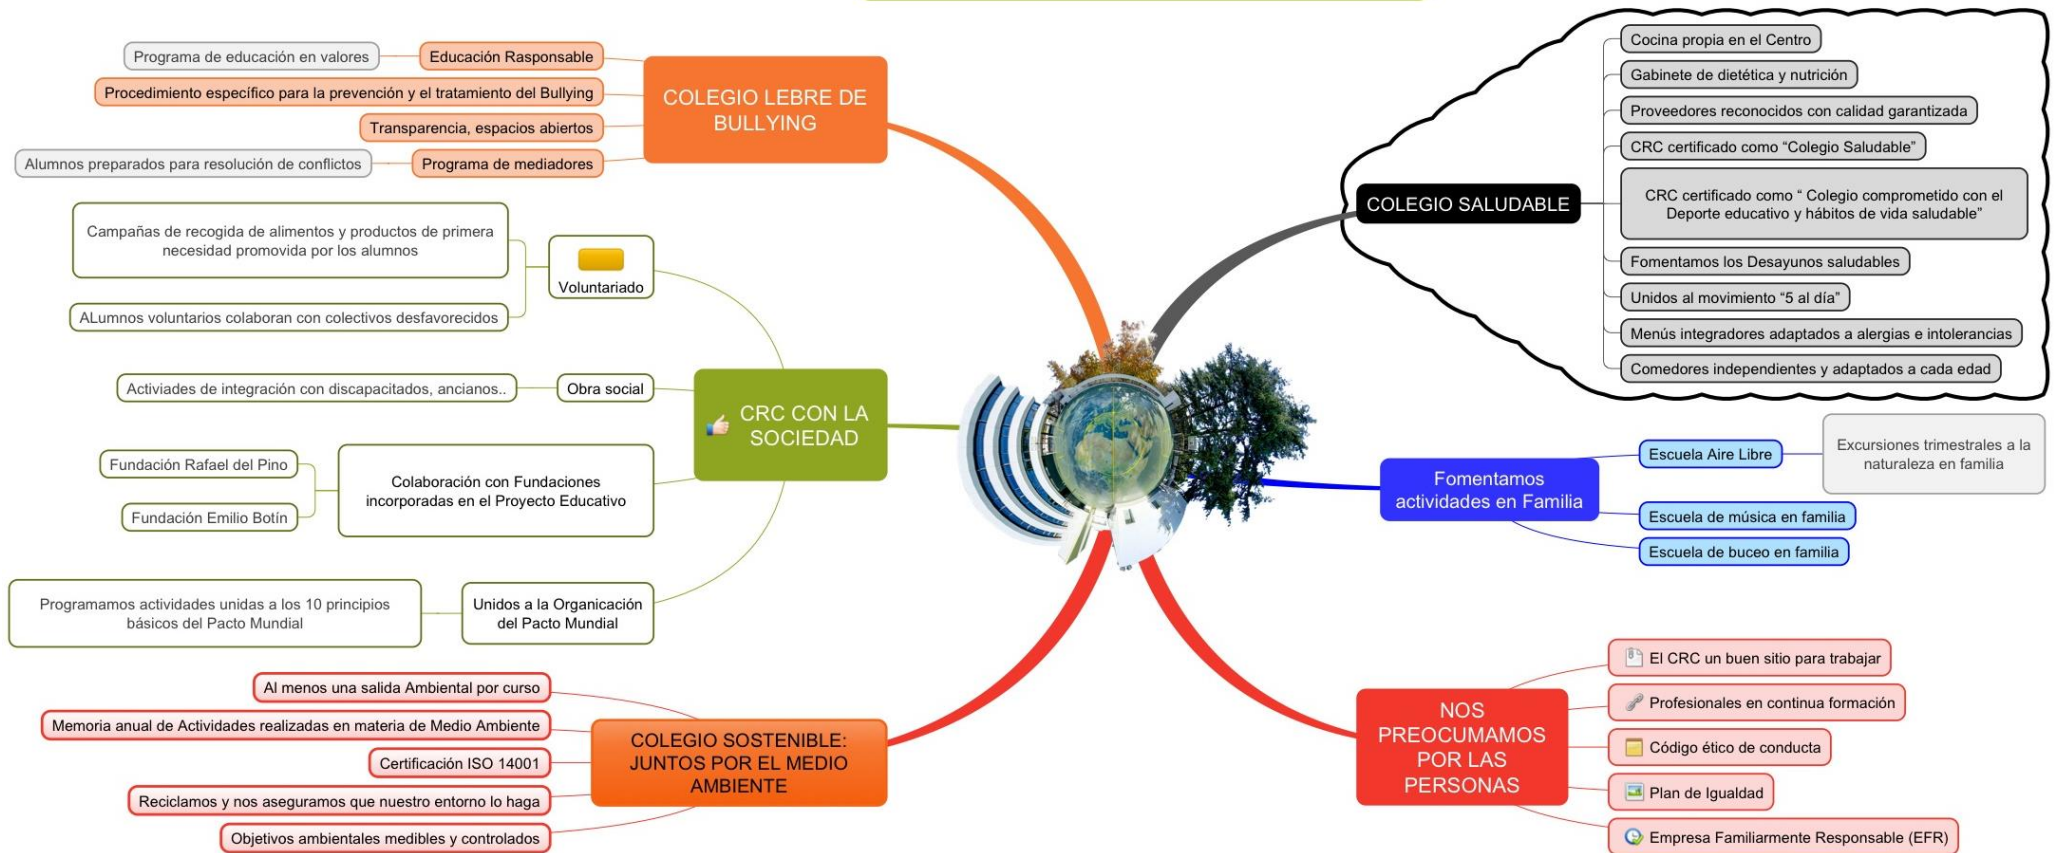 Programa de educación en valores
Educación Rasponsable
Procedimiento específico para la prevención y el tratamiento del Bullying
Transparencia, espacios abiertos
Alumnos preparados para resolución de conflictos
Programa de mediadores
COLEGIO LEBRE DE
BULLYING
Campañas de recogida de alimentos y productos de primera
necesidad promovida por los alumnos
ALumnos voluntarios colaboran con colectivos desfavorecidos
Voluntariado
Activiades de integración con discapacitados, ancianos..
Obra social
Fundación Rafael del Pino
Fundación Emilio Botín
Colaboración con Fundaciones
incorporadas en el Proyecto Educativo
Programamos actividades unidas a los 10 principios
básicos del Pacto Mundial
Unidos a la Organicación
del Pacto Mundial
CRC CON LA
SOCIEDAD
Al menos una salida Ambiental por curso
Memoria anual de Actividades realizadas en materia de Medio Ambiente
Certificación ISO 14001
Reciclamos y nos aseguramos que nuestro entorno lo haga
Objetivos ambientales medibles y controlados
COLEGIO SOSTENIBLE:
JUNTOS POR EL MEDIO
AMBIENTE
COLEGIO SALUDABLE
Cocina propia en el Centro
Gabinete de dietética y nutrición
Proveedores reconocidos con calidad garantizada
CRC certificado como “Colegio Saludable”
CRC certificado como “ Colegio comprometido con el
Deporte educativo y hábitos de vida saludable”
Fomentamos los Desayunos saludables
Unidos al movimiento “5 al día”
Menús integradores adaptados a alergias e intolerancias
Comedores independientes y adaptados a cada edad
Fomentamos
actividades en Familia
Escuela Aire Libre
Excursiones trimestrales a la
naturaleza en familia
Escuela de música en familia
Escuela de buceo en familia
NOS
PREOCUMAMOS
POR LAS
PERSONAS
El CRC un buen sitio para trabajar
Profesionales en continua formación
Código ético de conducta
Plan de Igualdad
Empresa Familiarmente Responsable (EFR)